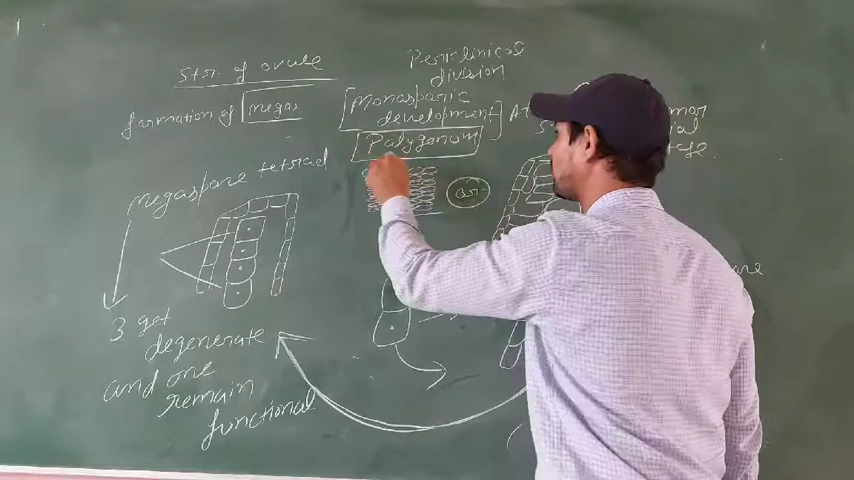 Str. of ovule
formation of megas
Periclinical
division
Monosporic
development
Polygonum
or
megaspore tetrad
3 get
degenerate
and one
remain
functional